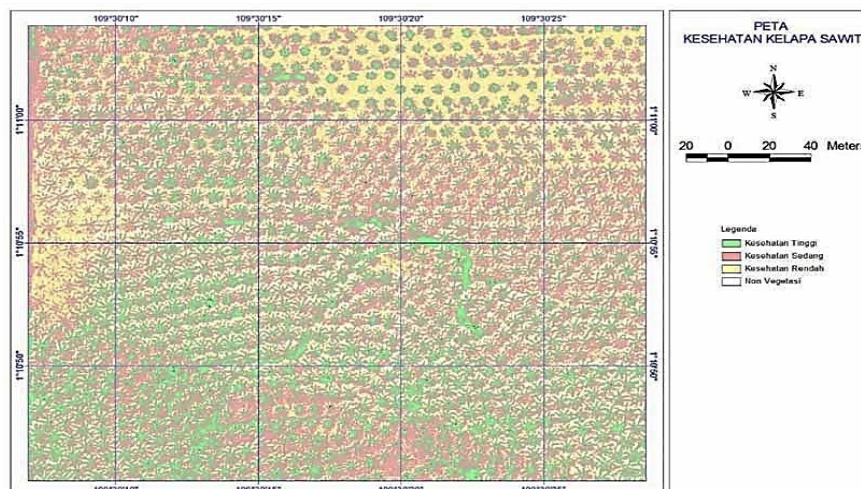 109°30'10" 109°30'15" 109°30'20" 109°30'25"
1°11'00" 1°11'00"
1°10'55" 1°10'55"
1°10'50" 1°10'50"
PETA
KESEHATAN KELAPA SAWIT
N
W E
S
20 0 20 40 Meters
Legenda
Kesehatan Tinggi
Kesehatan Sedang
Kesehatan Rendah
Non Vegetasi